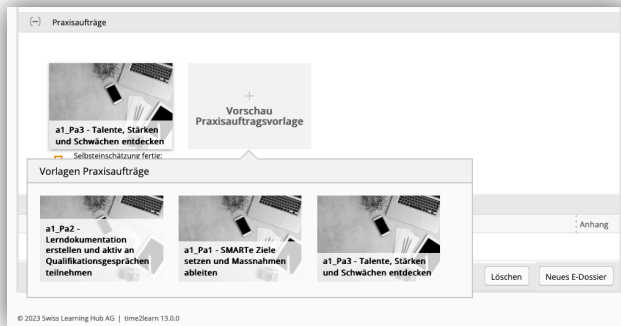 [–] Praxisaufträge
a1_Pa3 - Talente, Stärken
und Schwächen entdecken
+
Vorschau
Praxisauftragsvorlage
Selbsteinschätzung fertig:
Vorlagen Praxisaufträge
a1_Pa2 -
Lerndokumentation
erstellen und aktiv an
Qualifikationsgesprächen
teilnehmen
a1_Pa1 - SMARTe Ziele
setzen und Massnahmen
ableiten
a1_Pa3 - Talente, Stärken
und Schwächen entdecken
Anhang
Löschen
Neues E-Dossier
© 2023 Swiss Learning Hub AG | time2learn 13.0.0